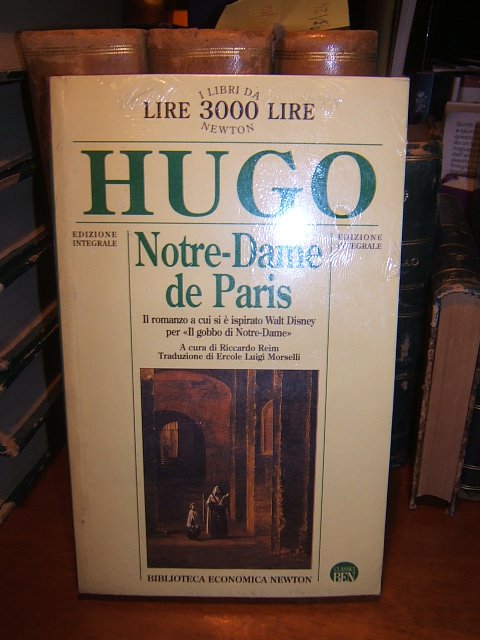 I LIBRI DA
LIRE 3000 LIRE
NEWTON
HUGO
EDIZIONE
INTEGRALE
EDIZIONE
INTEGRALE
Notre-Dame
de Paris
Il romanzo a cui si è ispirato Walt Disney
per «Il gobbo di Notre-Dame»
A cura di Riccardo Reim
Traduzione di Ercole Luigi Morselli
BIBLIOTECA ECONOMICA NEWTON
CLASSICI
BEN